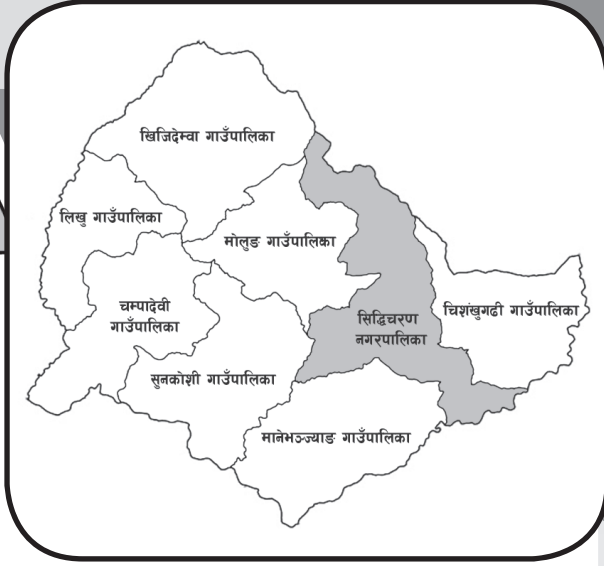 खिजिदेम्वा गाउँपालिका
लिखु गाउँपालिका
मोलुङ गाउँपालिका
चम्पादेवी
गाउँपालिका
सिद्धिचरण
नगरपालिका
चिशंखुगढी गाउँपालिका
सुनकोशी गाउँपालिका
मानेभञ्ज्याङ गाउँपालिका